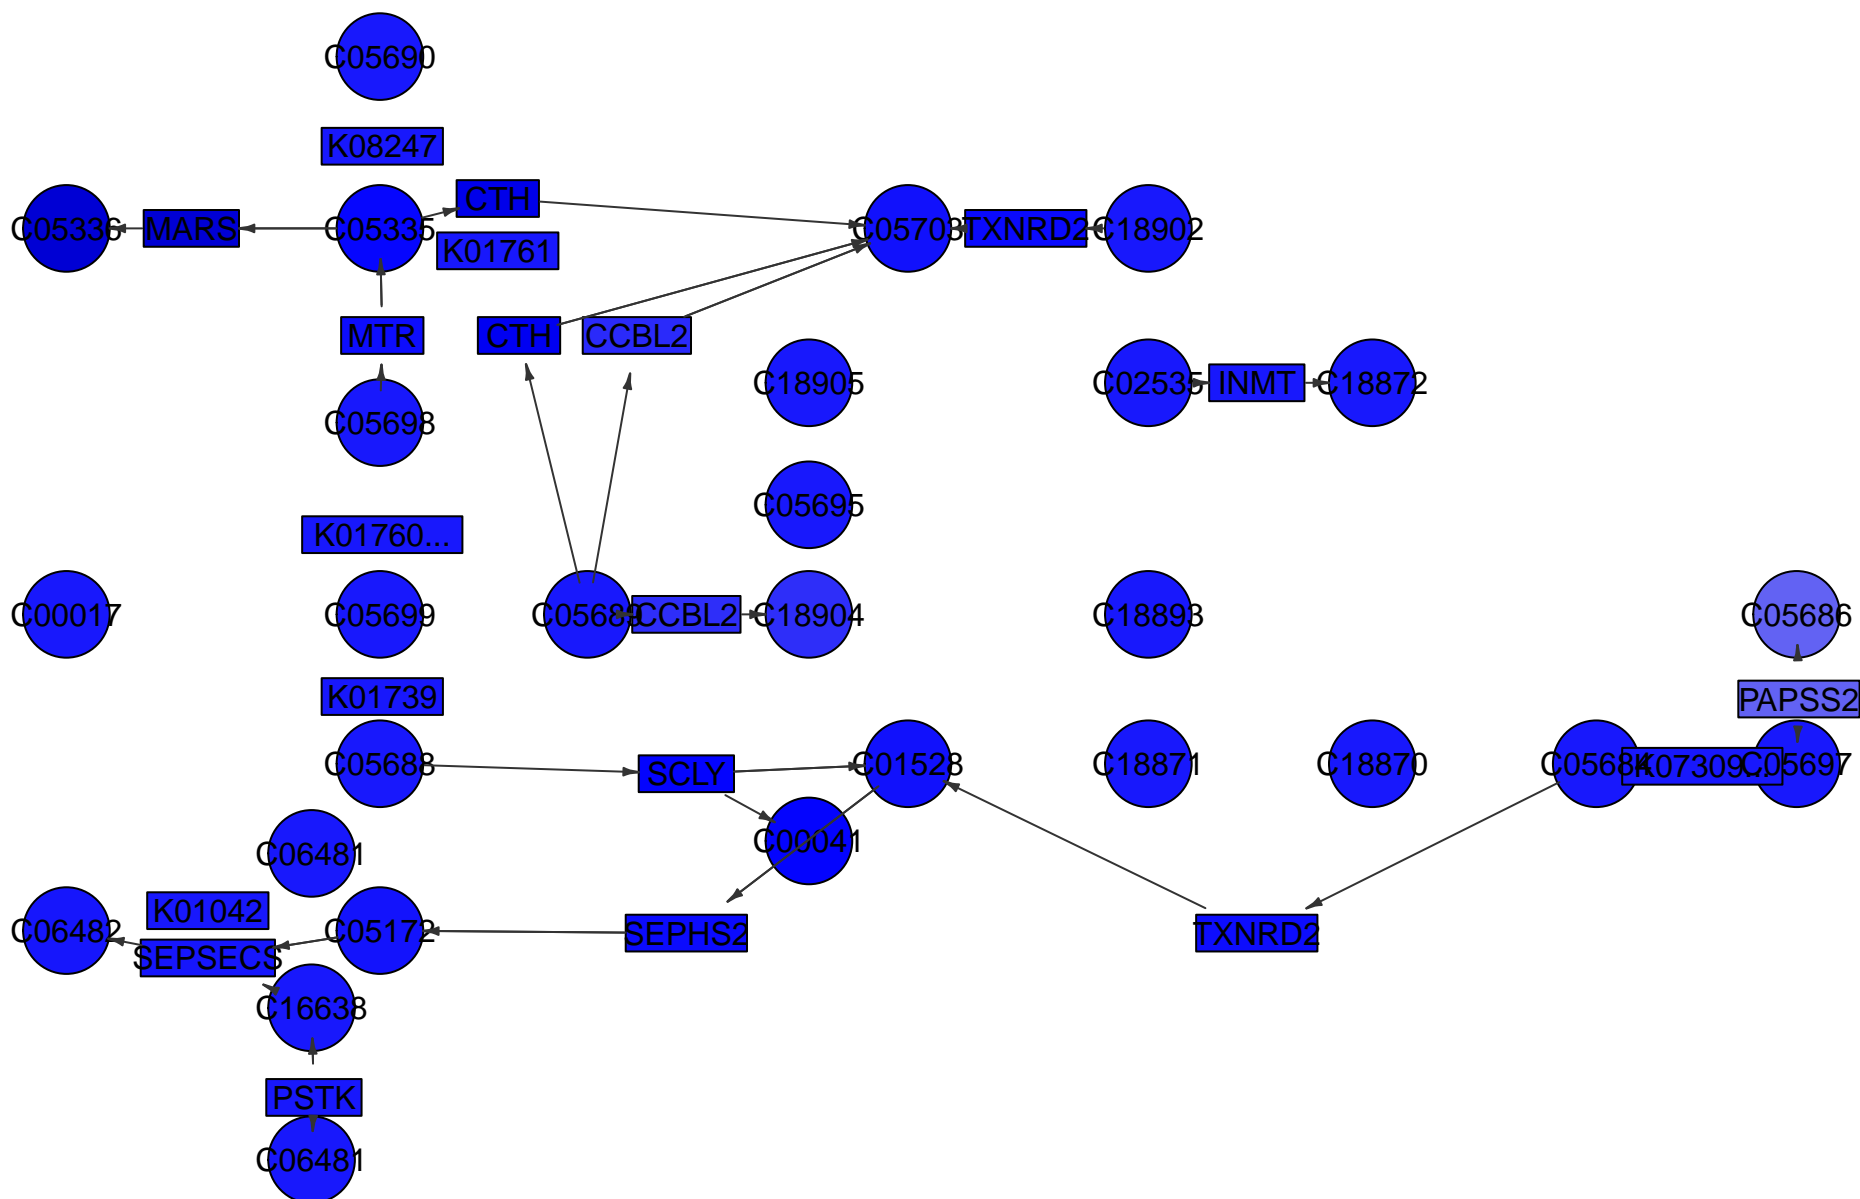 C05690
K08247
CTH
C05336
MARS
C05335
C05703
TXNRD2
C18902
K01761
MTR
CTH
CCBL2
C18905
C02535
INMT
C18872
C05698
C05695
K01760...
C00017
C05699
C05689
CCBL2
C18904
C18893
C05686
K01739
PAPSS2
C05688
SCLY
C01528
C18871
C18870
C05684
K07309...
C05697
C00041
C06481
K01042
C06482
C05172
SEPHS2
TXNRD2
SEPSECS
C16638
PSTK
C06481